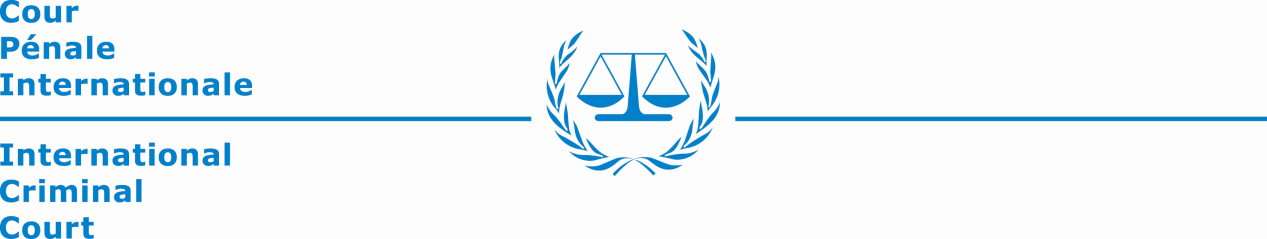 Cour
Pénale
Internationale
International
Criminal
Court